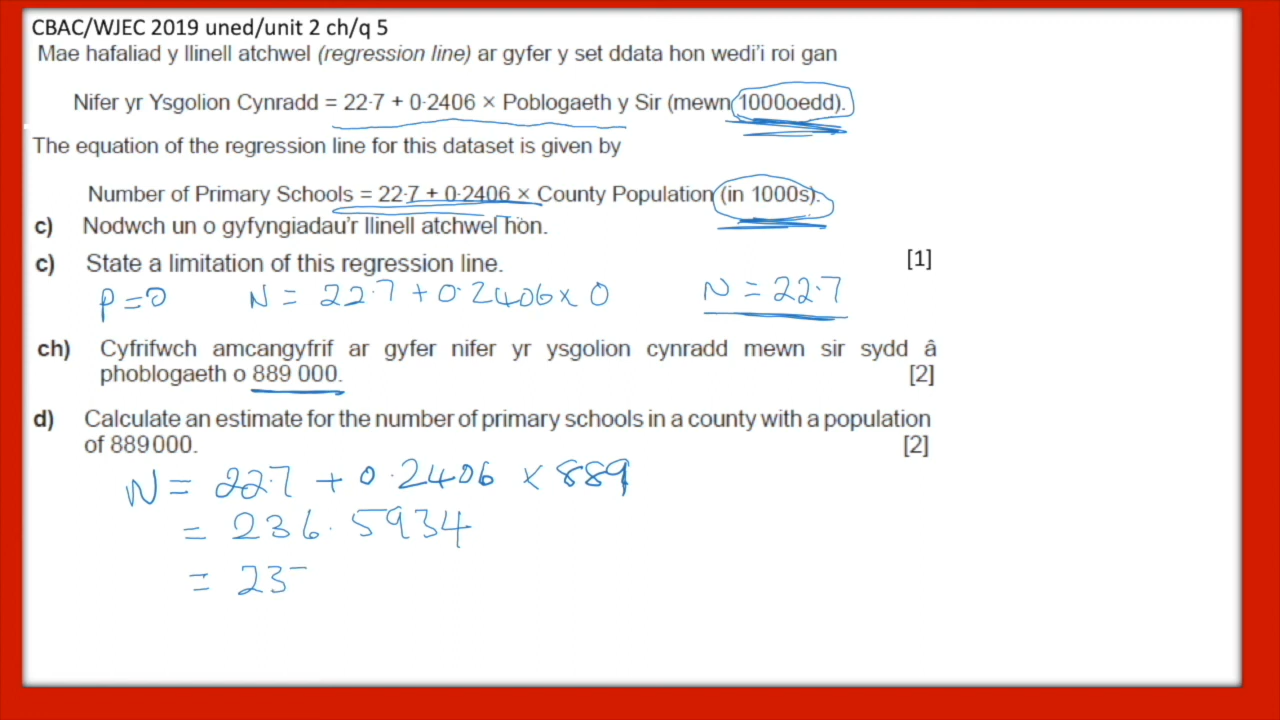 CBAC/WJEC 2019 uned/unit 2 ch/q 5
Mae hafaliad y llinell atchwel (regression line) ar gyfer y set ddata hon wedi'i roi gan
Nifer yr Ysgolion Cynradd = 22·7 + 0·2406 × Poblogaeth y Sir (mewn 1000oedd).
The equation of the regression line for this dataset is given by
Number of Primary Schools = 22·7 + 0·2406 × County Population (in 1000s).
c) Nodwch un o gyfyngiadau'r llinell atchwel hon.
c) State a limitation of this regression line. [1]
P = 0 N = 22.7 + 0.2406 x 0 N = 22.7
ch) Cyfrifwch amcangyfrif ar gyfer nifer yr ysgolion cynradd mewn sir sydd â
phoblogaeth o 889 000. [2]
d) Calculate an estimate for the number of primary schools in a county with a population
of 889 000. [2]
N = 22.7 + 0.2406 x 889
= 236.5934
= 23